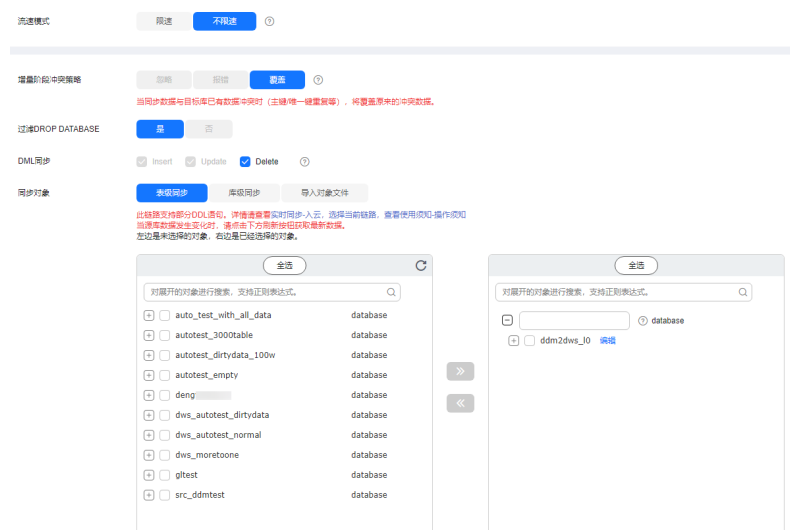 流速模式 限速 不限速
增量阶段冲突策略 忽略 报错 覆盖
当同步数据与目标库已有数据冲突时（主键/唯一键重复等），将覆盖原来的冲突数据。
过滤DROP DATABASE 是 否
DML同步 Insert Update Delete
同步对象 表级同步 库级同步 导入对象文件
此链路支持部分DDL语句。详情请查看实时同步-入云，选择当前链路，查看使用须知-操作须知
当源库数据发生变化时，请点击下方刷新按钮获取最新数据。
左边是未选择的对象，右边是已经选择的对象。
全选
对展开的对象进行搜索，支持正则表达式。
auto_test_with_all_data database
autotest_3000table database
autotest_dirtydata_100w database
autotest_empty database
deng database
dws_autotest_dirtydata database
dws_autotest_normal database
dws_moretoone database
gltest database
src_ddmtest database
全选
对展开的对象进行搜索，支持正则表达式。
database
ddm2dws_l0 编辑